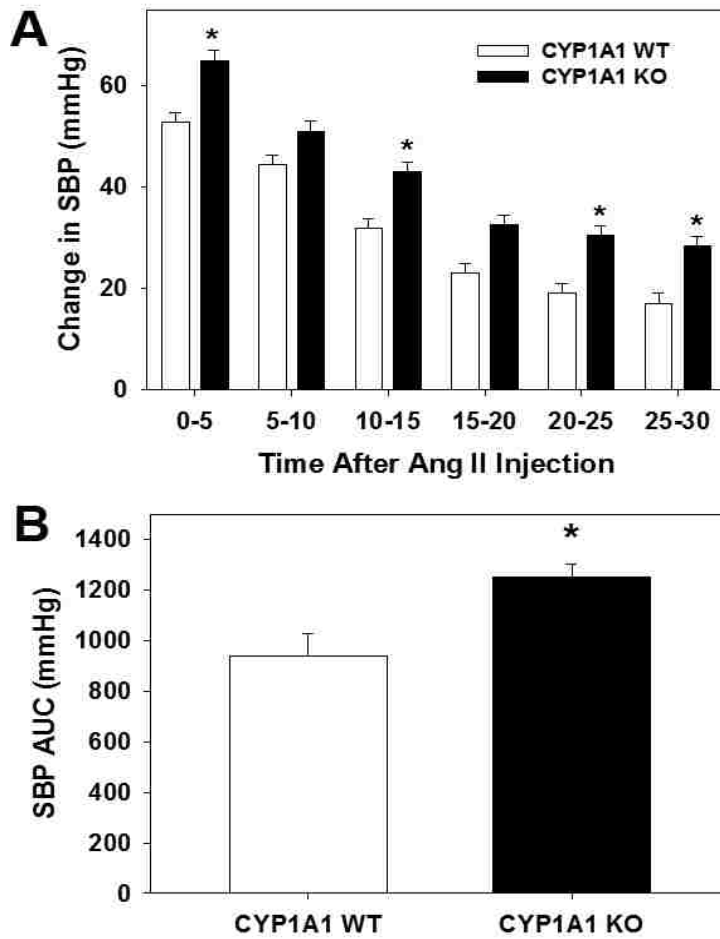 A
*
CYP1A1 WT
CYP1A1 KO
*
*
*
Change in SBP (mmHg)
60
40
20
0
0-5 5-10 10-15 15-20 20-25 25-30
Time After Ang II Injection
B
*
SBP AUC (mmHg)
1400
1200
1000
800
600
400
200
0
CYP1A1 WT CYP1A1 KO